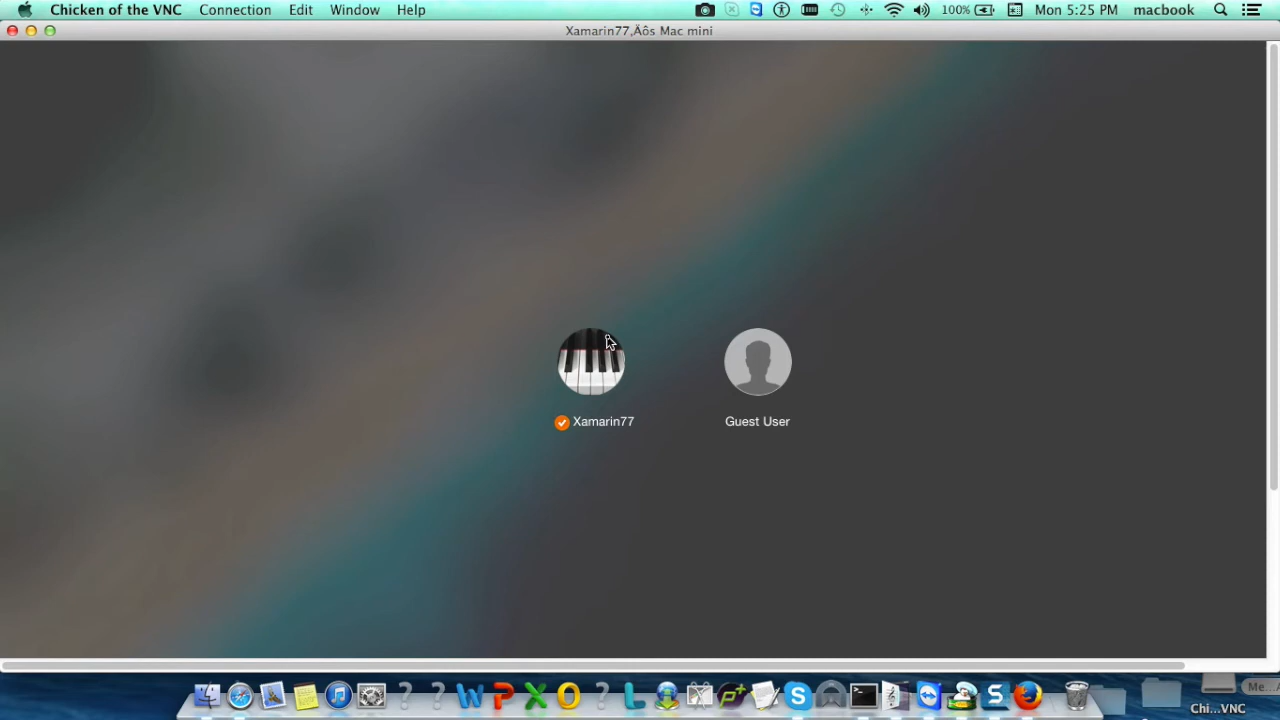 Chicken of the VNC Connection Edit Window Help 100% Mon 5:25 PM macbook
Xamarin77‚Äôs Mac mini
Xamarin77
Guest User
Me...
Chi...VNC